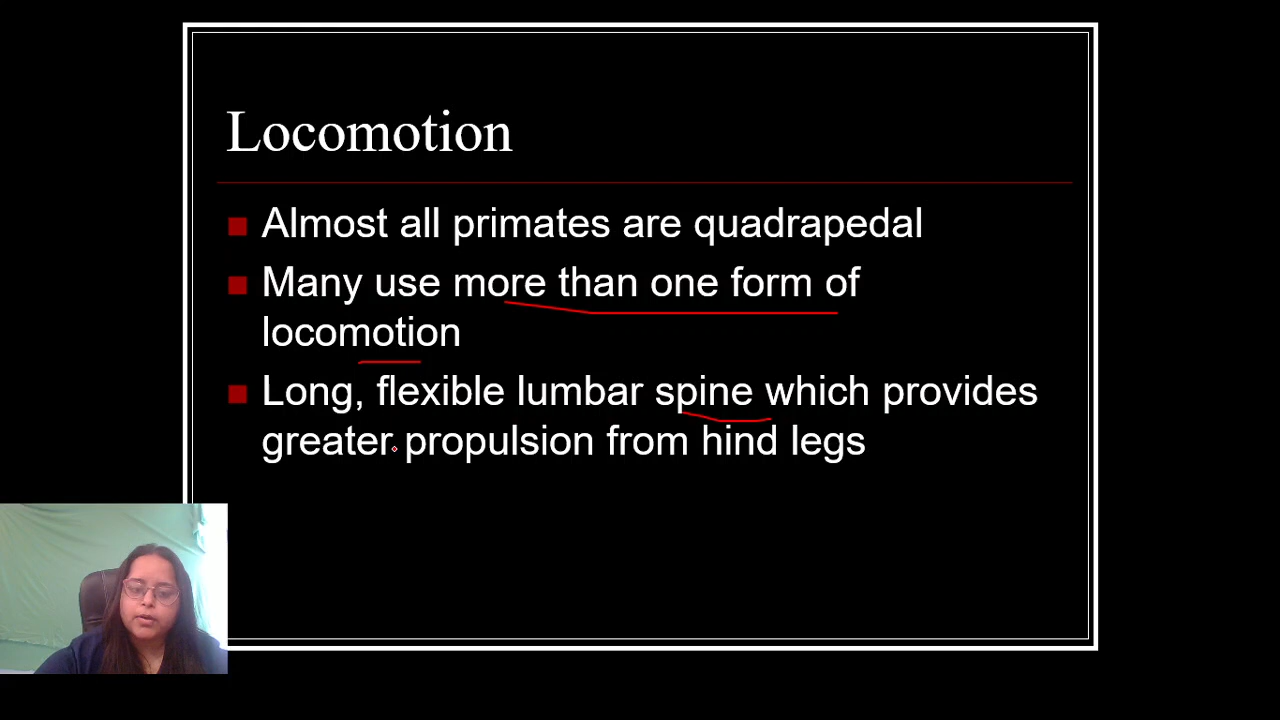 Locomotion
Almost all primates are quadrapedal
Many use more than one form of
locomotion
Long, flexible lumbar spine which provides
greater propulsion from hind legs